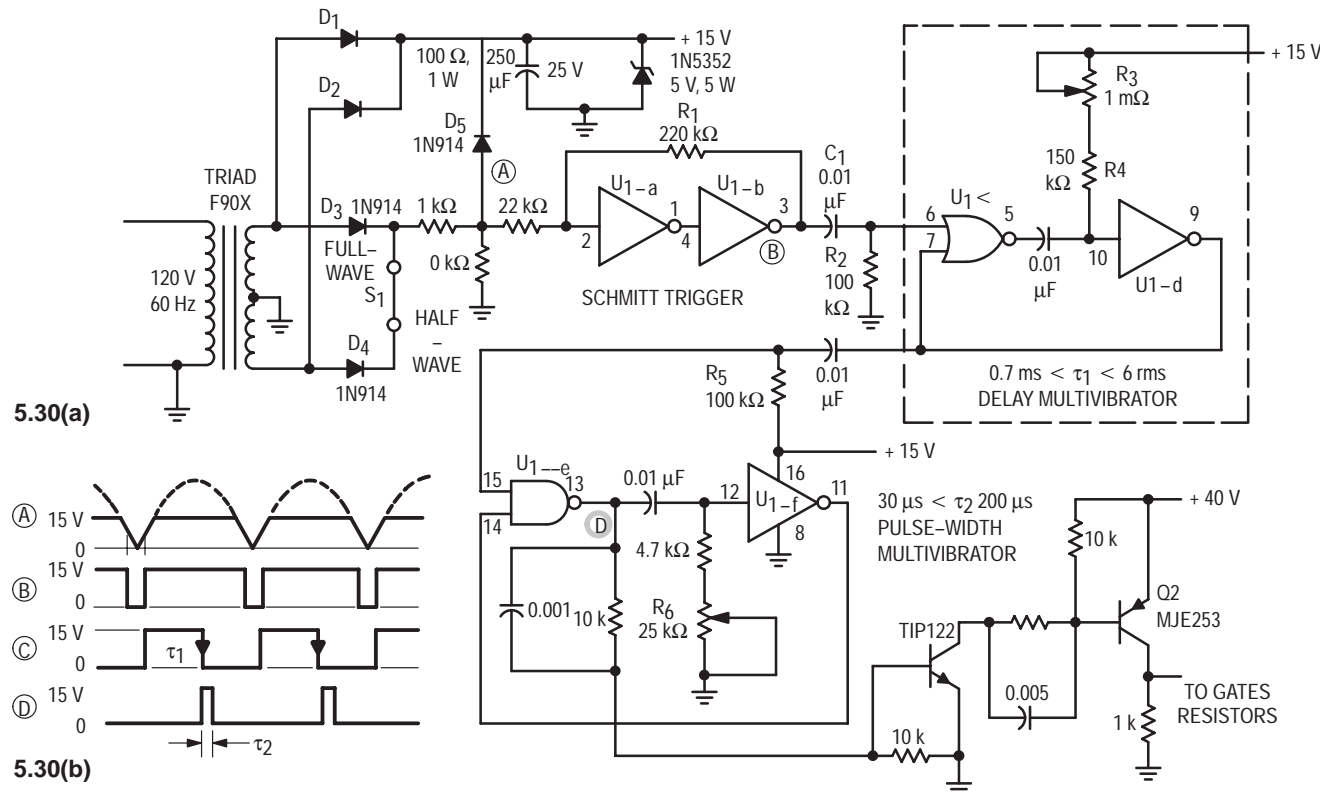 D1
D2
100 Ω,
1 W
250
μF
25 V
+ 15 V
1N5352
5 V, 5 W
D5
1N914
A
R1
220 kΩ
TRIAD
F90X
120 V
60 Hz
D3
1N914
FULL–
WAVE
S1
HALF
–
WAVE
D4
1N914
1 kΩ
0 kΩ
22 kΩ
U1–a
2
1
U1–b
4
3
B
SCHMITT TRIGGER
C1
0.01
μF
R2
100
kΩ
+ 15 V
R3
1 mΩ
150
kΩ
R4
U1 <
6
7
5
0.01
μF
10
9
U1–d
0.7 ms < τ1 < 6 rms
DELAY MULTIVIBRATOR
0.01
μF
R5
100 kΩ
+ 15 V
5.30(a)
U1––e
15
14
13
D
0.01 μF
12
16
U1–f
11
8
30 μs < τ2 200 μs
PULSE–WIDTH
MULTIVIBRATOR
4.7 kΩ
R6
25 kΩ
0.001
10 k
+ 40 V
10 k
Q2
MJE253
TIP122
0.005
10 k
1 k
TO GATES
RESISTORS
A 15 V
0
B 15 V
0
C 15 V
0
τ1
D 15 V
0
τ2
5.30(b)